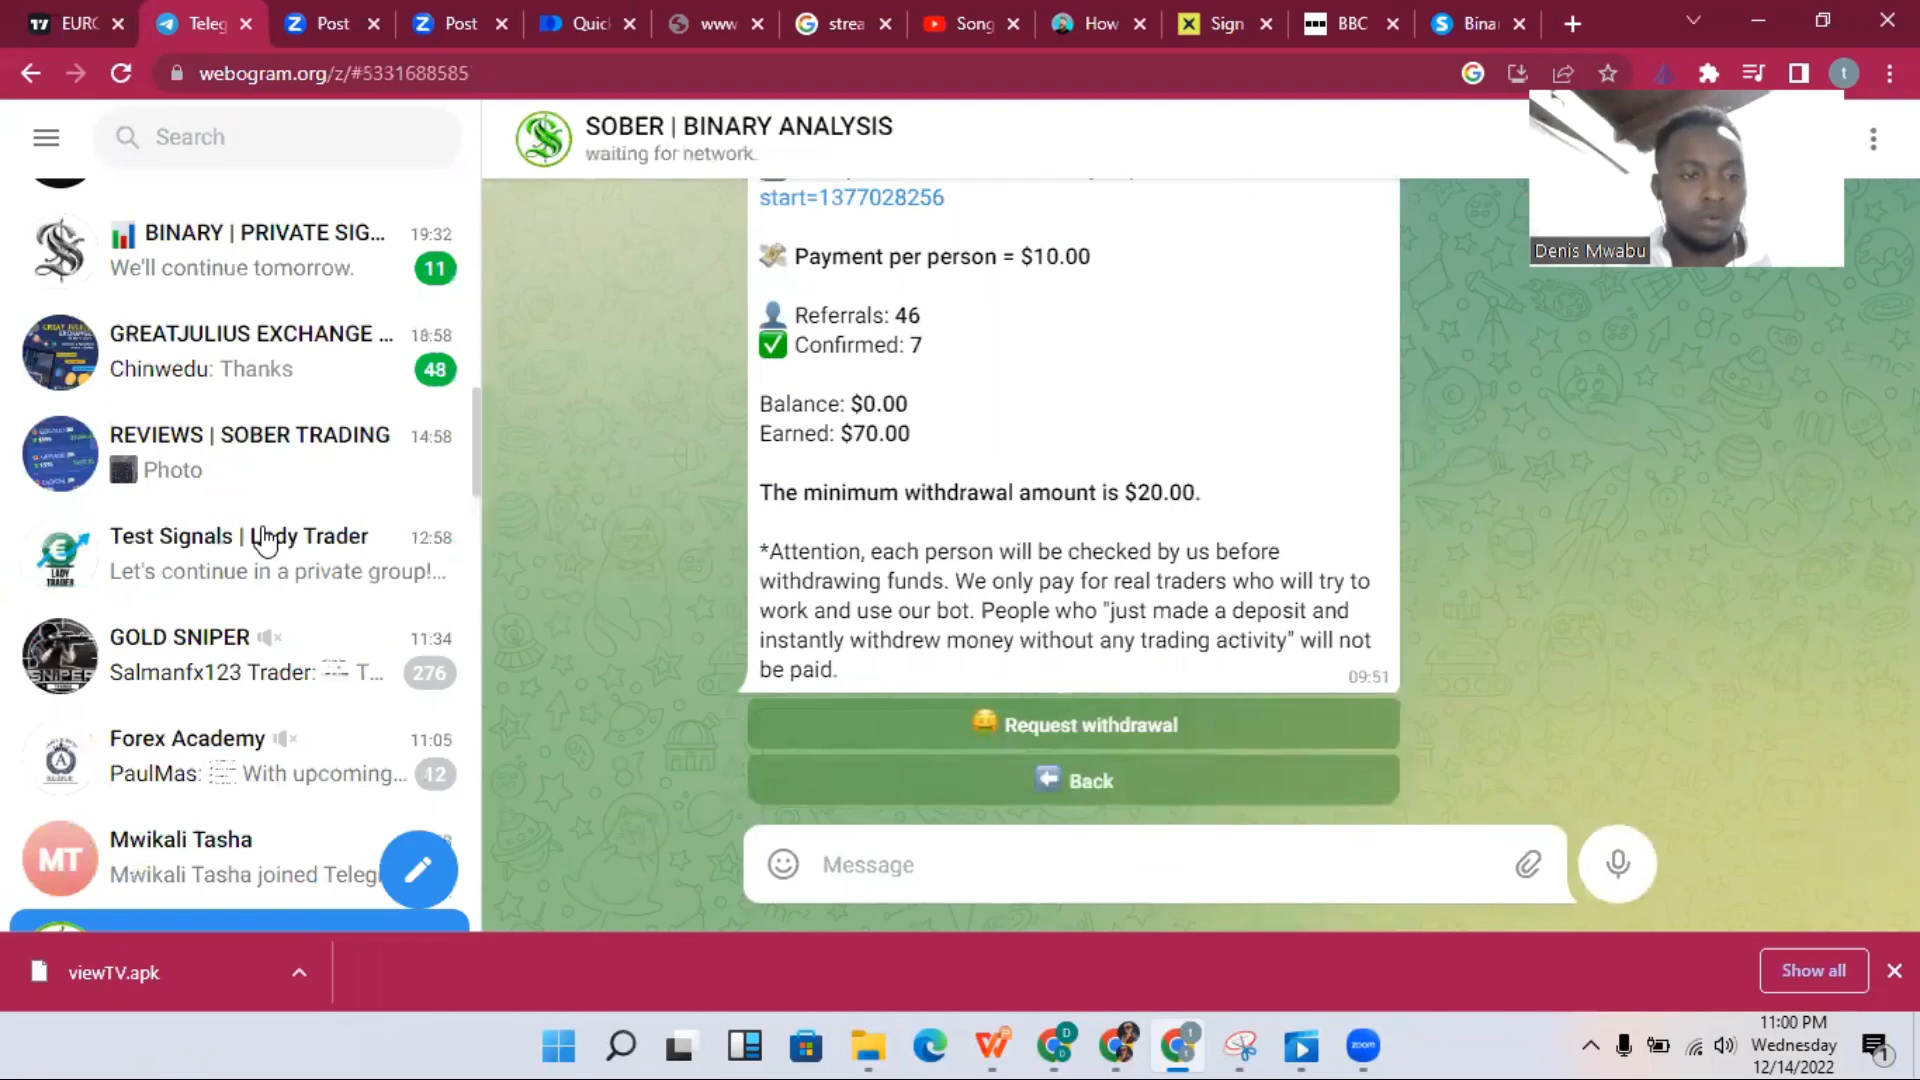 EURC
Teleg
Post
Post
Quic
www
strea
Song
How
Sign
BBC
Bina
webogram.org/z/#5331688585
t
Search
SOBER | BINARY ANALYSIS
waiting for network.
Denis Mwabu
BINARY | PRIVATE SIG...
19:32
We'll continue tomorrow.
11
GREATJULIUS EXCHANGE ...
18:58
Chinwedu: Thanks
48
REVIEWS | SOBER TRADING
14:58
Photo
Test Signals | Lady Trader
12:58
Let's continue in a private group!...
LADY
TRADER
GOLD SNIPER
11:34
Salmanfx123 Trader: T...
276
SNIPER
Forex Academy
11:05
PaulMas: With upcoming...
12
MT
Mwikali Tasha
Mwikali Tasha joined Teleg
start=1377028256
Payment per person = $10.00
Referrals: 46
Confirmed: 7
Balance: $0.00
Earned: $70.00
The minimum withdrawal amount is $20.00.
*Attention, each person will be checked by us before
withdrawing funds. We only pay for real traders who will try to
work and use our bot. People who "just made a deposit and
instantly withdrew money without any trading activity" will not
be paid.
09:51
Request withdrawal
Back
Message
viewTV.apk
Show all
zoom
11:00 PM
Wednesday
12/14/2022
1